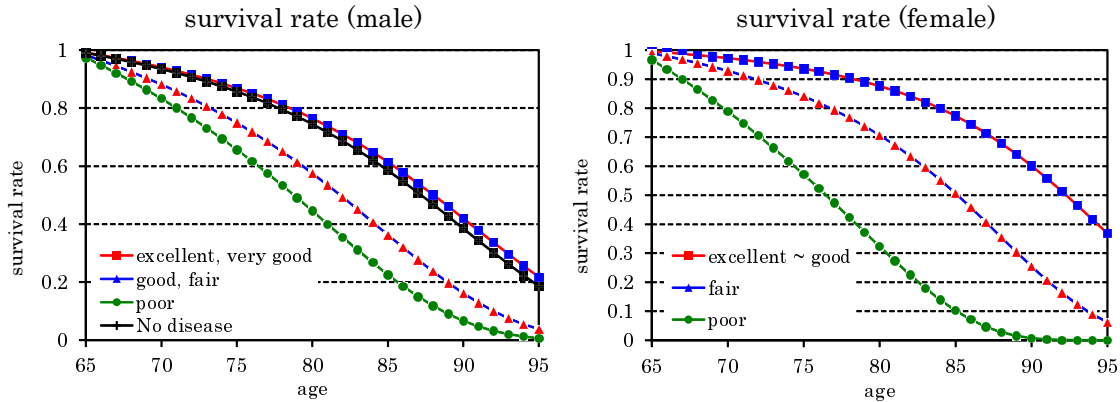 survival rate (male)
survival rate
1
0.8
0.6
0.4
0.2
0
excellent, very good
good, fair
poor
No disease
65 70 75 80 85 90 95
age
survival rate (female)
survival rate
1
0.9
0.8
0.7
0.6
0.5
0.4
0.3
0.2
0.1
0
excellent ~ good
fair
poor
65 70 75 80 85 90 95
age